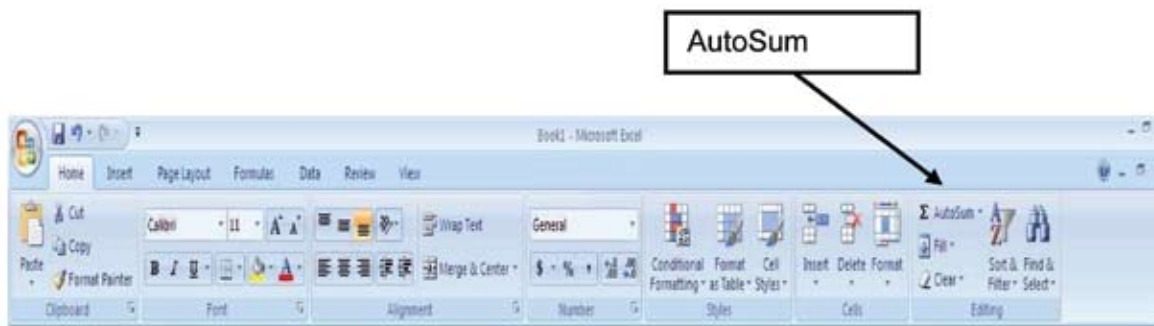 AutoSum
Book1 - Microsoft Excel
Home Insert Page Layout Formulas Data Review View
Paste
Cut
Copy
Format Painter
Clipboard
Calibri 11 A A
B I U A
Font
Wrap Text
Merge & Center
Alignment
General
$ % ,
Number
Conditional Formatting
Format as Table
Cell Styles
Styles
Insert Delete Format
Cells
Σ AutoSum
Fill
Clear
Sort & Filter
Find & Select
Editing